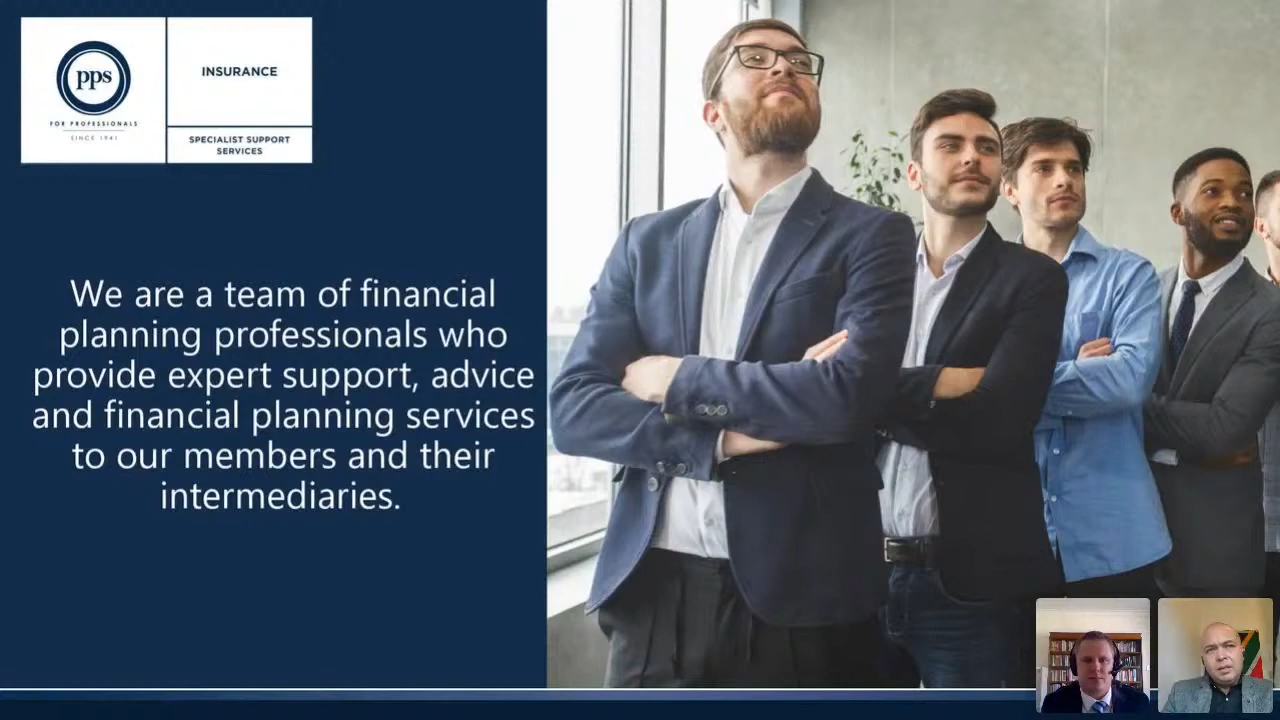 pps
FOR PROFESSIONALS
SINCE 1941
INSURANCE
SPECIALIST SUPPORT
SERVICES
We are a team of financial
planning professionals who
provide expert support, advice
and financial planning services
to our members and their
intermediaries.